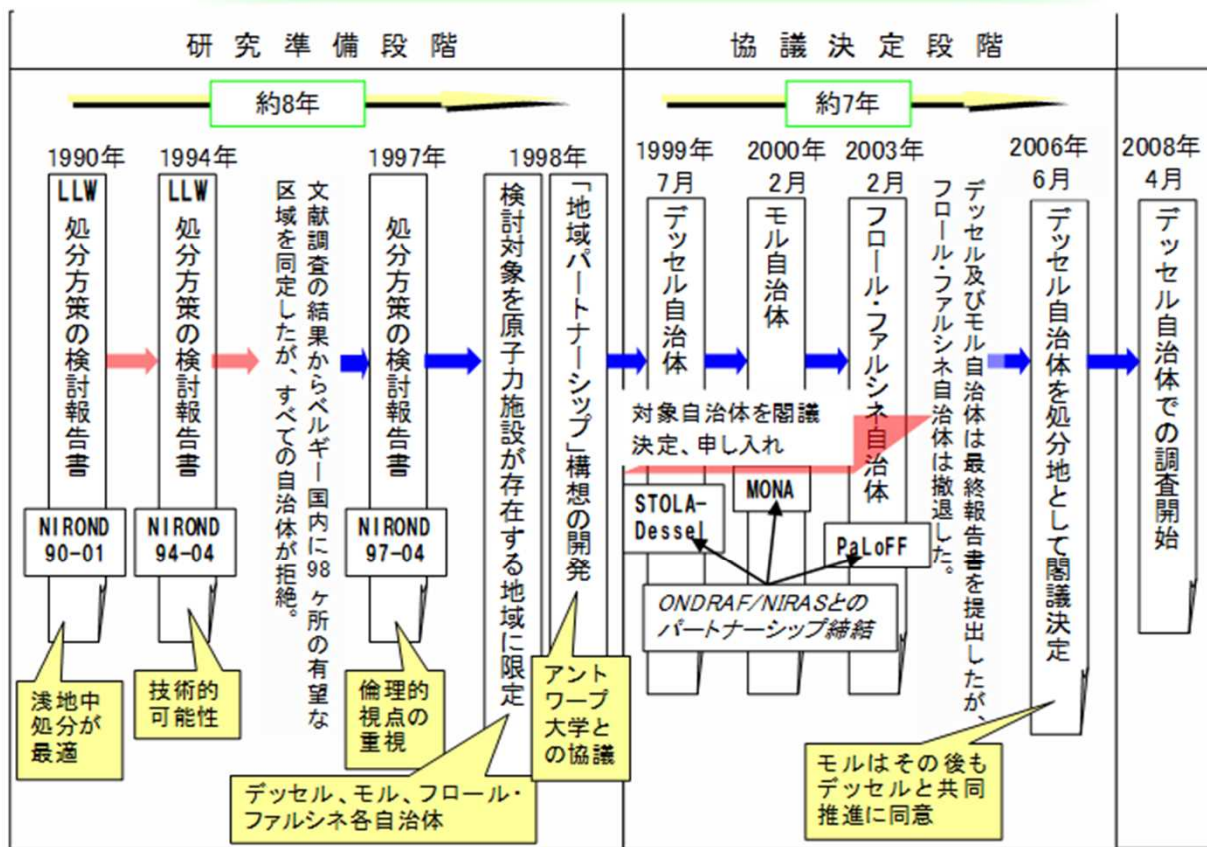 研究準備段階
協議決定段階
約8年
約7年
1990年
LLW 処分方策の検討報告書
NIROND
90-01
浅地中
処分が
最適
1994年
LLW 処分方策の検討報告書
NIROND
94-04
技術的
可能性
文献調査の結果からベルギー国内に98ヶ所の有望な
区域を同定したが、すべての自治体が拒絶。
1997年
処分方策の検討報告書
NIROND
97-04
倫理的
視点の
重視
1998年
検討対象を原子力施設が存在する地域に限定
デッセル、モル、フロール・
ファルシネ各自治体
「地域パートナーシップ」構想の開発
アント
ワープ
大学と
の協議
1999年
7月
デッセル自治体
2000年
2月
モル自治体
2003年
2月
フロール・ファルシネ自治体
対象自治体を閣議
決定、申し入れ
STOLA-
Dessel
MONA
PaLoFF
ONDRAF/NIRASとの
パートナーシップ締結
デッセル及びモル自治体は最終報告書を提出したが、
フロール・ファルシネ自治体は撤退した。
2006年
6月
デッセル自治体を処分地として閣議決定
モルはその後も
デッセルと共同
推進に同意
2008年
4月
デッセル自治体での調査開始